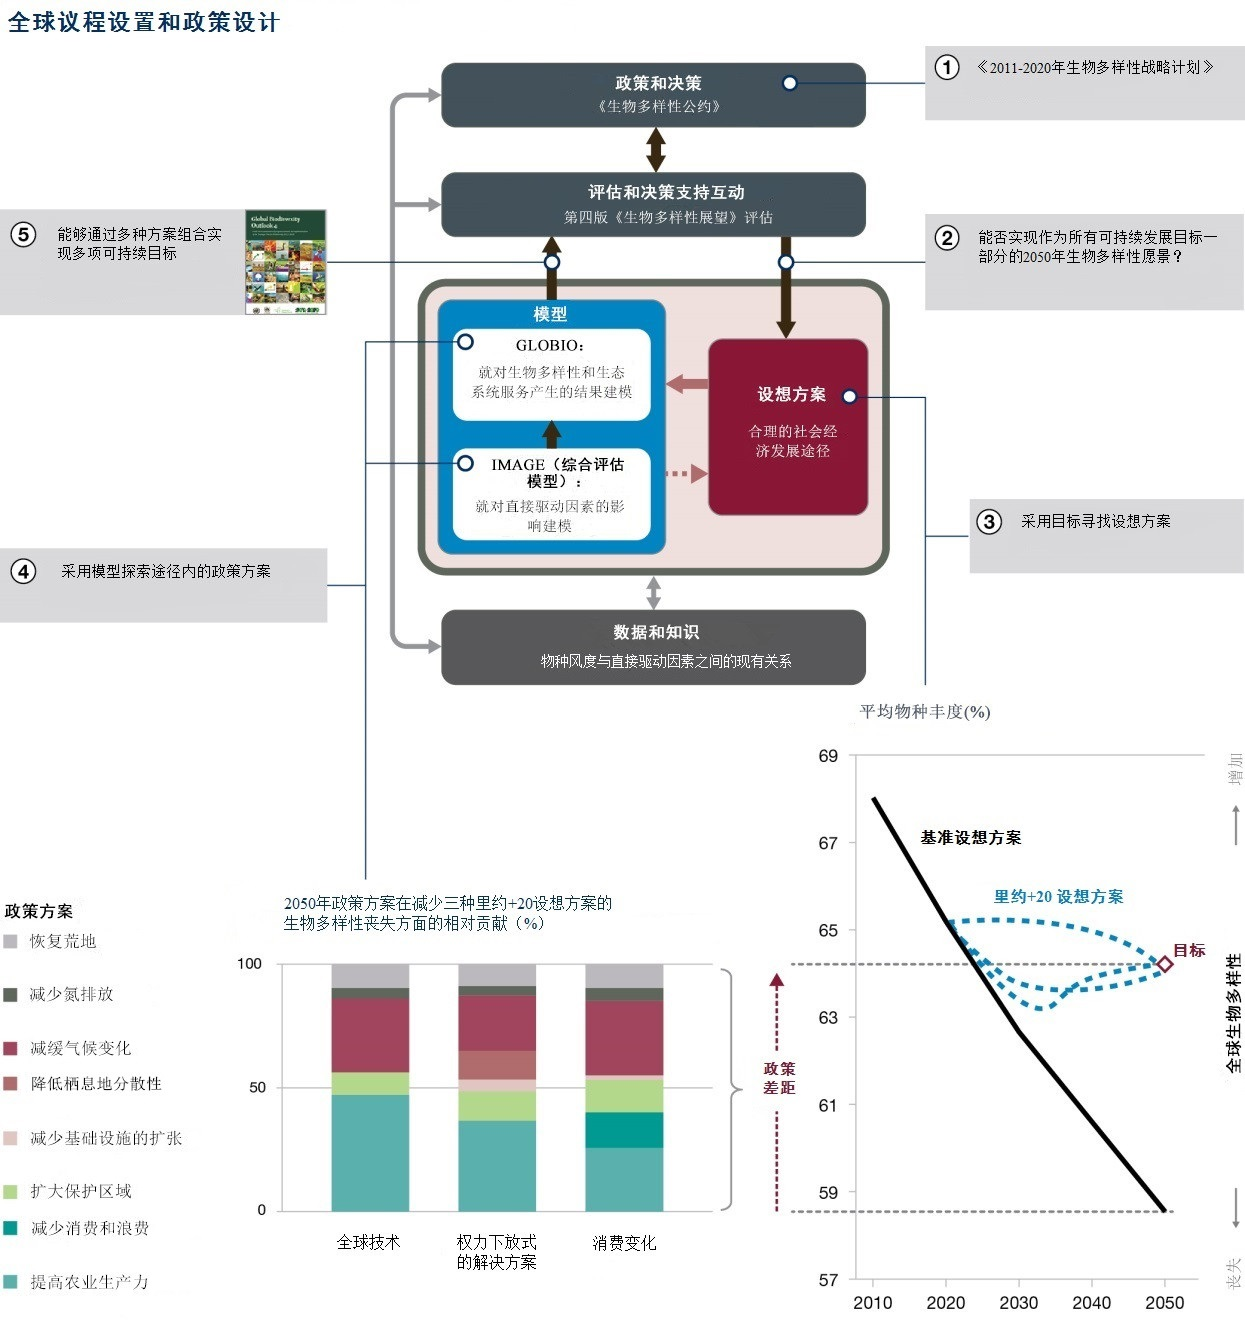 全球议程设置和政策设计
政策和决策
《生物多样性公约》
1
《2011-2020年生物多样性战略计划》
评估和决策支持互动
第四版《生物多样性展望》评估
5
能够通过多种方案组合实
现多项可持续目标
Global Biodiversity
Outlook 4
2
能否实现作为所有可持续发展目标一
部分的2050年生物多样性愿景？
模型
GLOBIO：
就对生物多样性和生态
系统服务产生的结果建模
IMAGE（综合评估
模型）：
就对直接驱动因素的影
响建模
设想方案
合理的社会经
济发展途径
3
采用目标寻找设想方案
4
采用模型探索途径内的政策方案
数据和知识
物种风度与直接驱动因素之间的现有关系
2050年政策方案在减少三种里约+20设想方案的
生物多样性丧失方面的相对贡献（%）
政策方案
恢复荒地
减少氮排放
减缓气候变化
降低栖息地分散性
减少基础设施的扩张
扩大保护区域
减少消费和浪费
提高农业生产力
100
50
0
全球技术
权力下放式
的解决方案
消费变化
政策
差距
平均物种丰度(%)
69
67
65
63
61
59
57
2010
2020
2030
2040
2050
基准设想方案
里约+20 设想方案
目标
增加
全球生物多样性
丧失